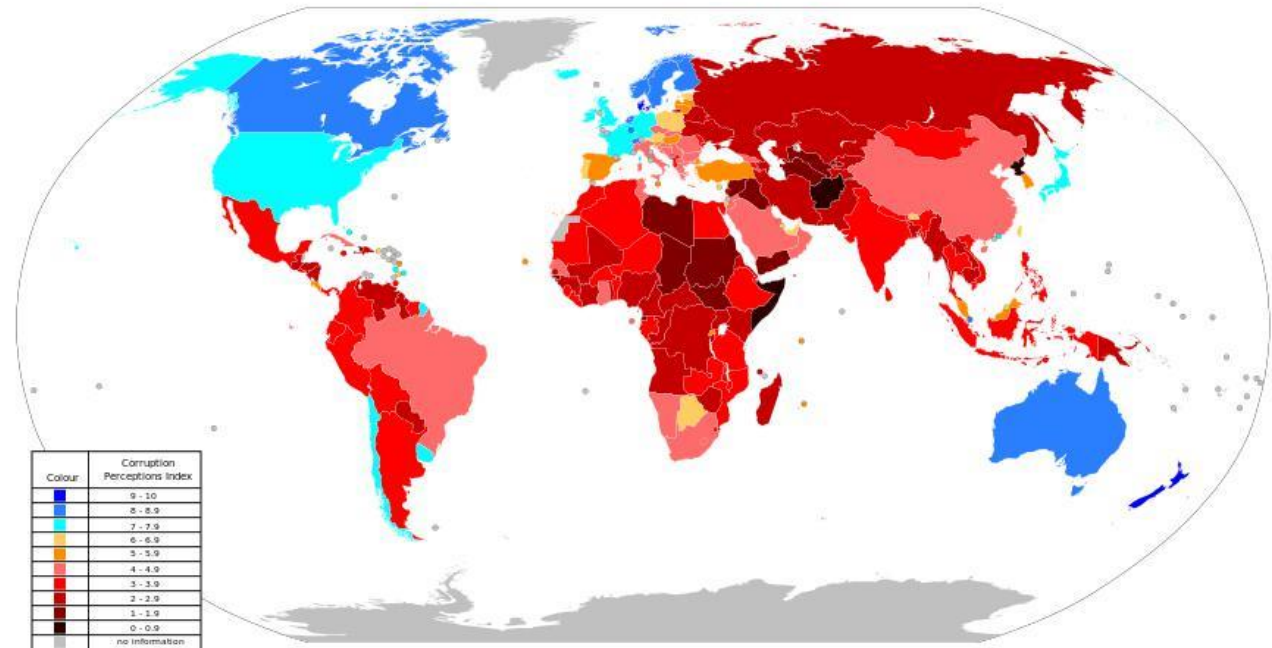 Colour
Corruption
Perceptions Index
9 - 10
8 - 8.9
7 - 7.9
6 - 6.9
5 - 5.9
4 - 4.9
3 - 3.9
2 - 2.9
1 - 1.9
0 - 0.9
no information